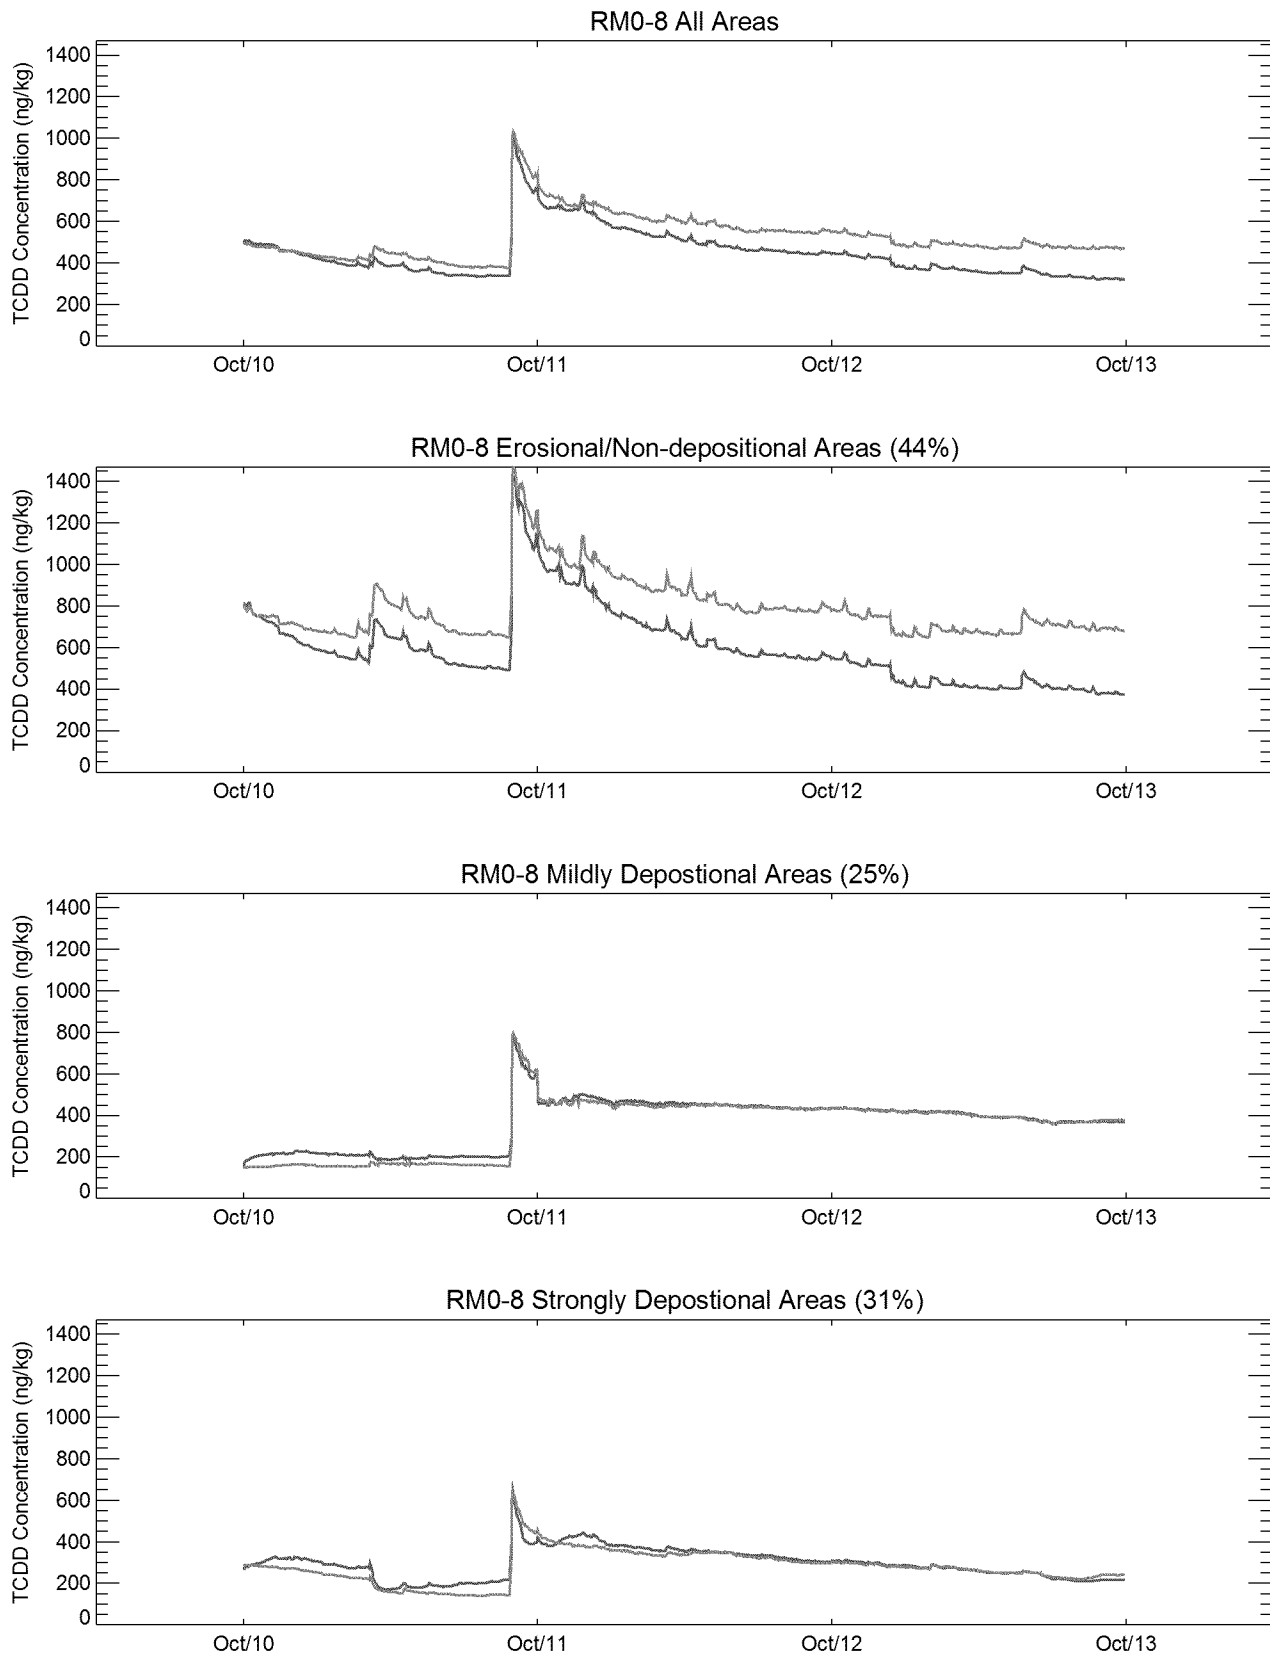 RM0-8 All Areas
TCDD Concentration (ng/kg)
1400
1200
1000
800
600
400
200
0
Oct/10 Oct/11 Oct/12 Oct/13
RM0-8 Erosional/Non-depositional Areas (44%)
TCDD Concentration (ng/kg)
1400
1200
1000
800
600
400
200
0
Oct/10 Oct/11 Oct/12 Oct/13
RM0-8 Mildly Depostional Areas (25%)
TCDD Concentration (ng/kg)
1400
1200
1000
800
600
400
200
0
Oct/10 Oct/11 Oct/12 Oct/13
RM0-8 Strongly Depostional Areas (31%)
TCDD Concentration (ng/kg)
1400
1200
1000
800
600
400
200
0
Oct/10 Oct/11 Oct/12 Oct/13